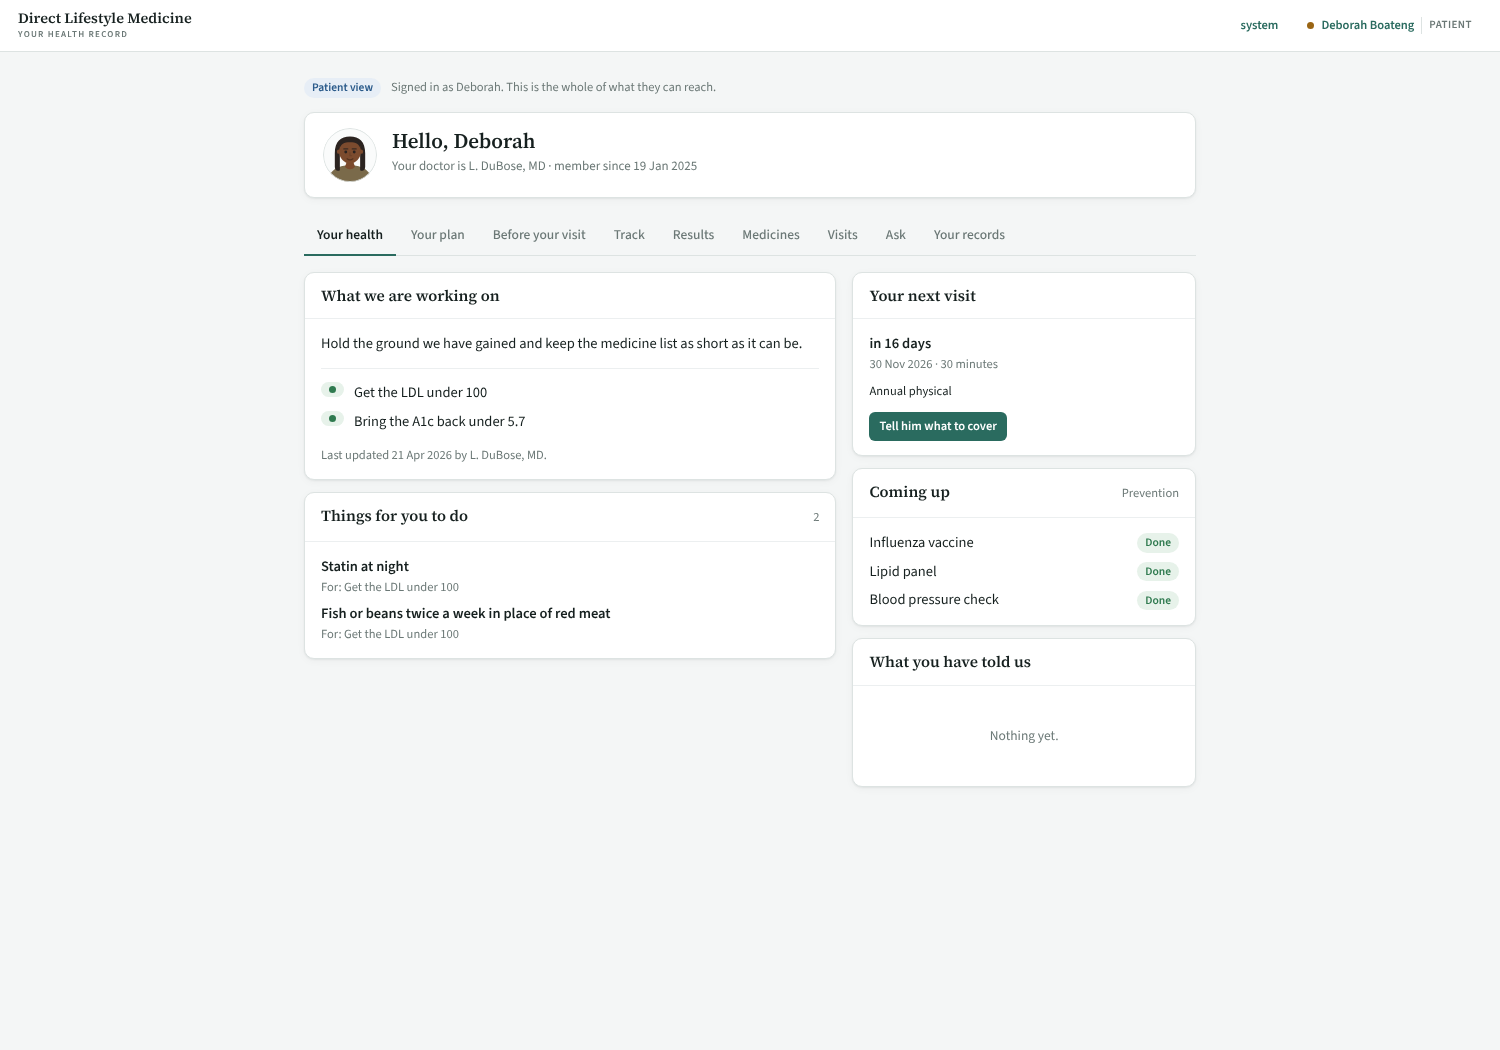 Direct Lifestyle Medicine
YOUR HEALTH RECORD
system
Deborah Boateng
PATIENT
Patient view
Signed in as Deborah. This is the whole of what they can reach.
Hello, Deborah
Your doctor is L. DuBose, MD · member since 19 Jan 2025
Your health
Your plan
Before your visit
Track
Results
Medicines
Visits
Ask
Your records
What we are working on
Hold the ground we have gained and keep the medicine list as short as it can be.
Get the LDL under 100
Bring the A1c back under 5.7
Last updated 21 Apr 2026 by L. DuBose, MD.
Things for you to do
2
Statin at night
For: Get the LDL under 100
Fish or beans twice a week in place of red meat
For: Get the LDL under 100
Your next visit
in 16 days
30 Nov 2026 · 30 minutes
Annual physical
Tell him what to cover
Coming up
Prevention
Influenza vaccine
Done
Lipid panel
Done
Blood pressure check
Done
What you have told us
Nothing yet.